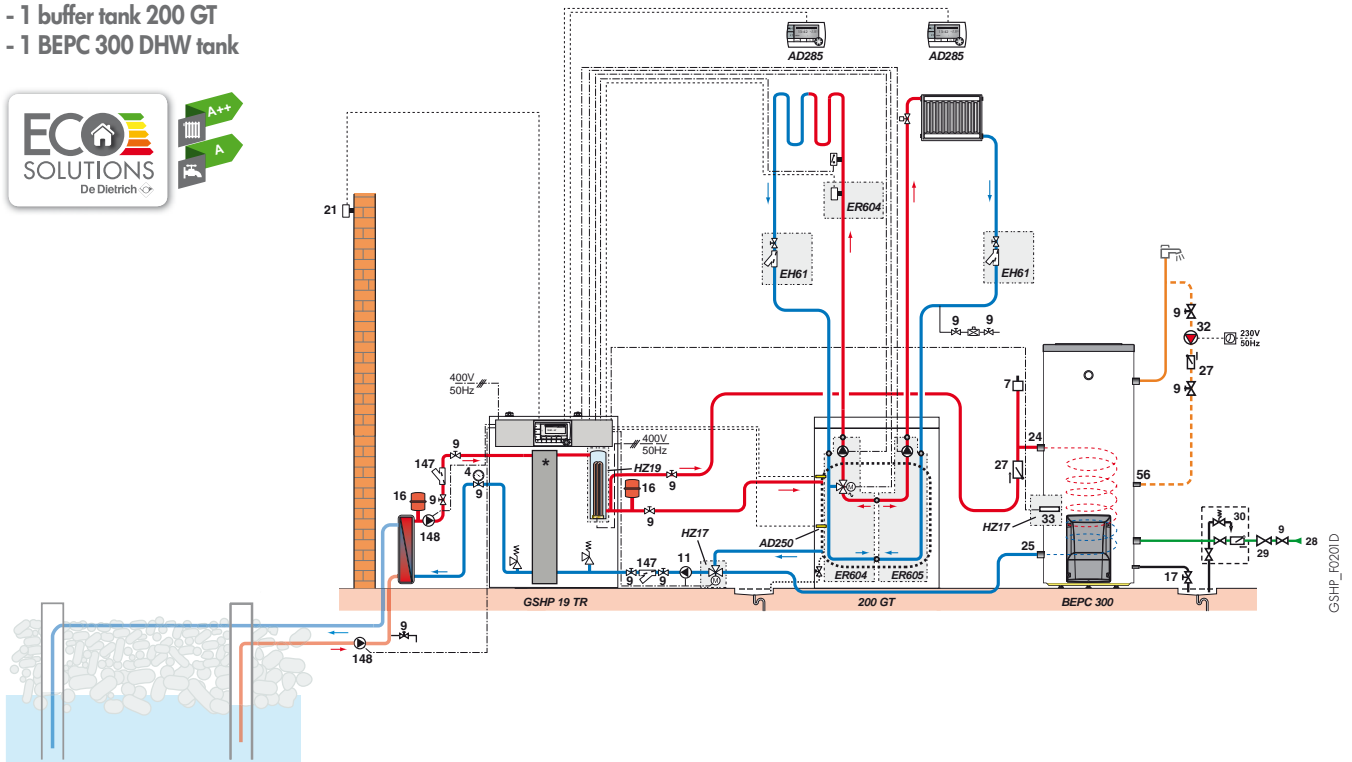 - 1 buffer tank 200 GT
- 1 BEPC 300 DHW tank
ECO
SOLUTIONS
De Dietrich
A++
A
AD285
AD285
21
ER604
EH61
EH61
9
9
9
32
230V
50Hz
27
9
7
400V
50Hz
400V
50Hz
24
9
147
4
HZ19
9
16
27
56
16
9
9
9
148
HZ17
33
30
9
HZ17
AD250
11
25
28
29
147
9
9
M
M
ER604
ER605
17
*
GSHP 19 TR
200 GT
BEPC 300
9
148
GSHP_F0201D